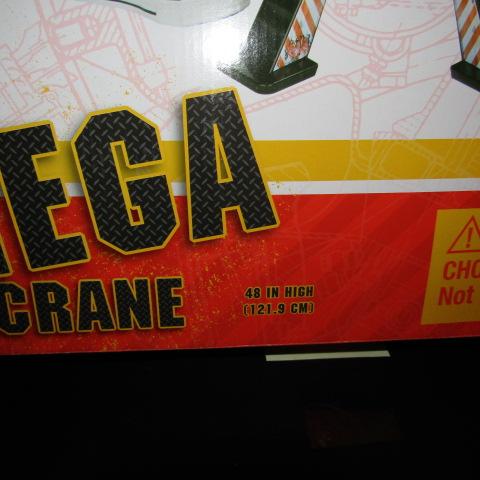 EGA
CRANE
48 IN HIGH
(121.9 CM)
CHO
Not